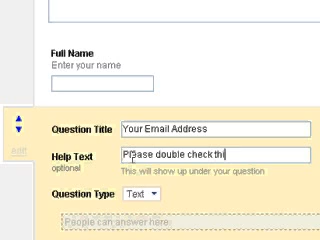 Full Name
Enter your name
Question Title Your Email Address
Help Text Please double check thi
optional
This will show up under your question
Question Type Text
People can answer here.